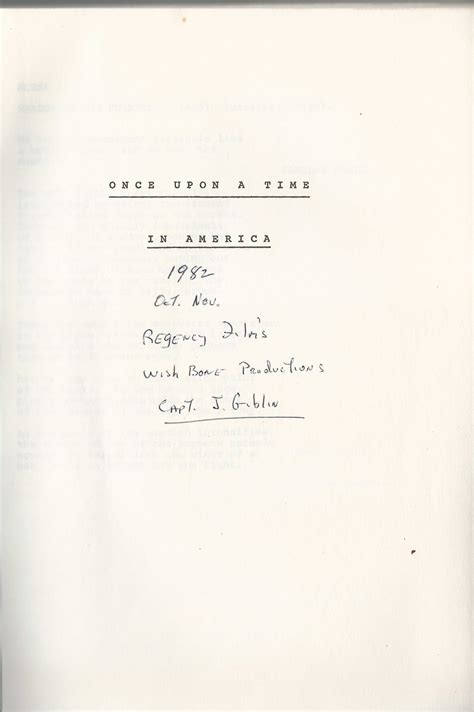 ONCE UPON A TIME
IN AMERICA
1982
Oct. Nov.
Regency Film's
Wish Bone Productions
Capt. J. Giblin